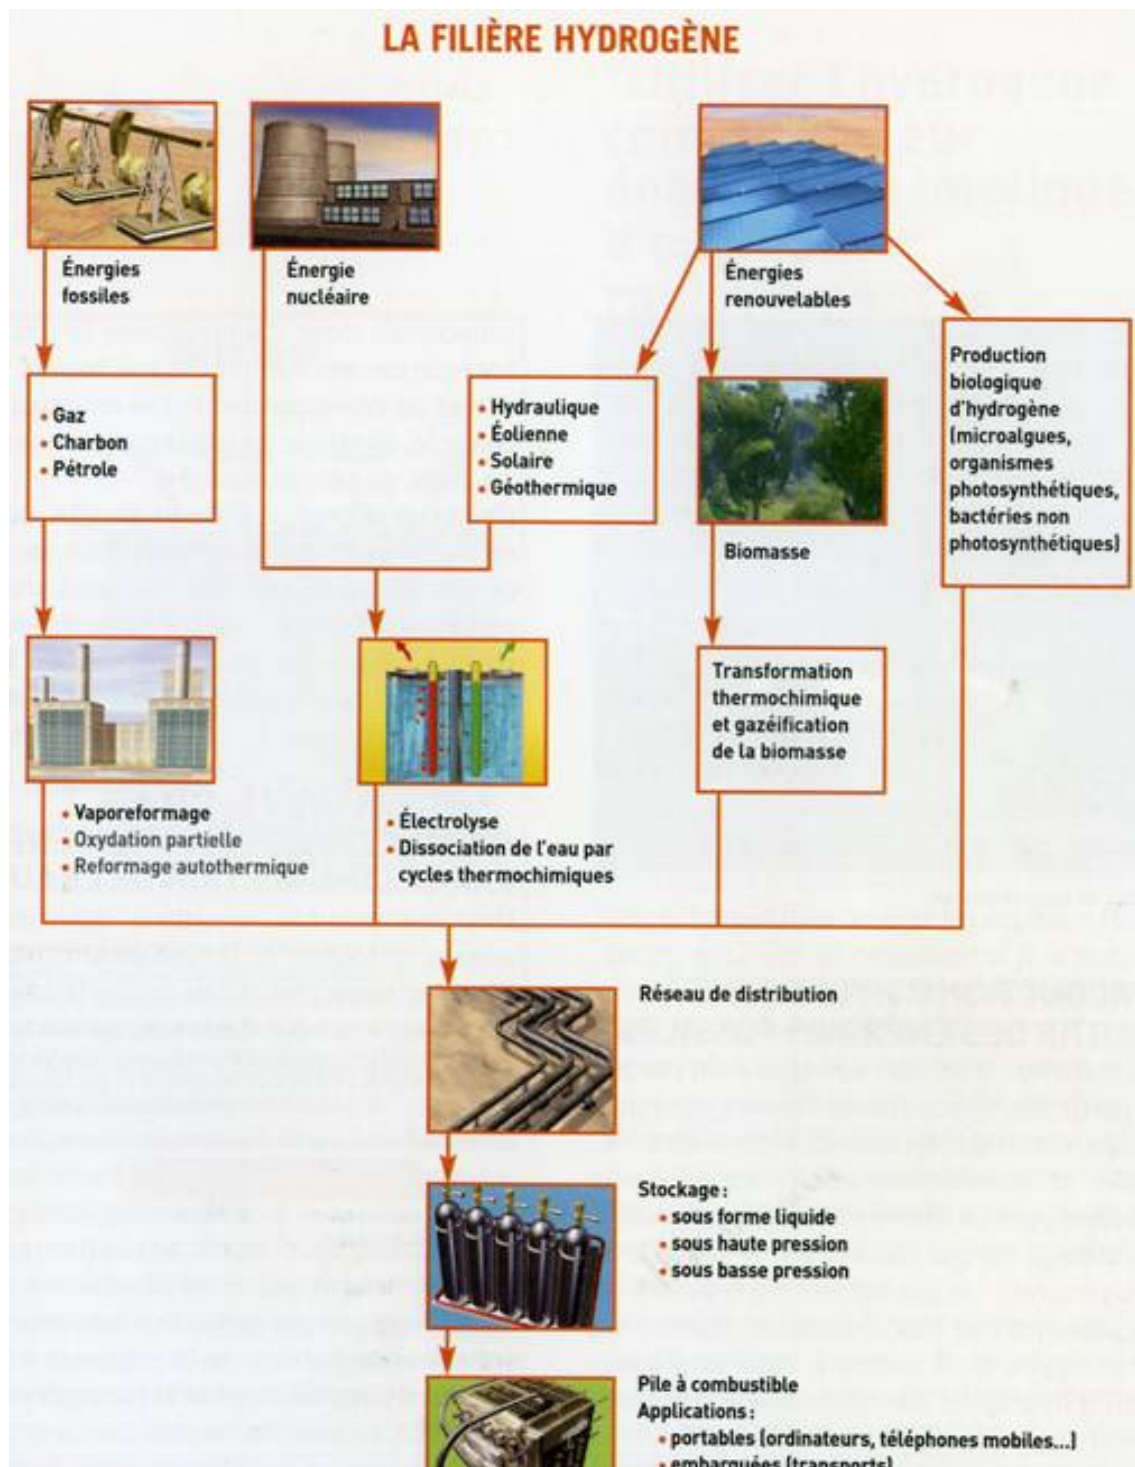 LA FILIÈRE HYDROGÈNE
Énergies
fossiles
Énergie
nucléaire
Énergies
renouvelables
• Gaz
• Charbon
• Pétrole
• Hydraulique
• Éolienne
• Solaire
• Géothermique
Biomasse
Production
biologique
d'hydrogène
(microalgues,
organismes
photosynthétiques,
bactéries non
photosynthétiques)
• Vaporeformage
• Oxydation partielle
• Reformage autothermique
• Électrolyse
• Dissociation de l'eau par
cycles thermochimiques
Transformation
thermochimique
et gazéification
de la biomasse
Réseau de distribution
Stockage :
• sous forme liquide
• sous haute pression
• sous basse pression
Pile à combustible
Applications :
• portables (ordinateurs, téléphones mobiles...)
• embarquées (transports)